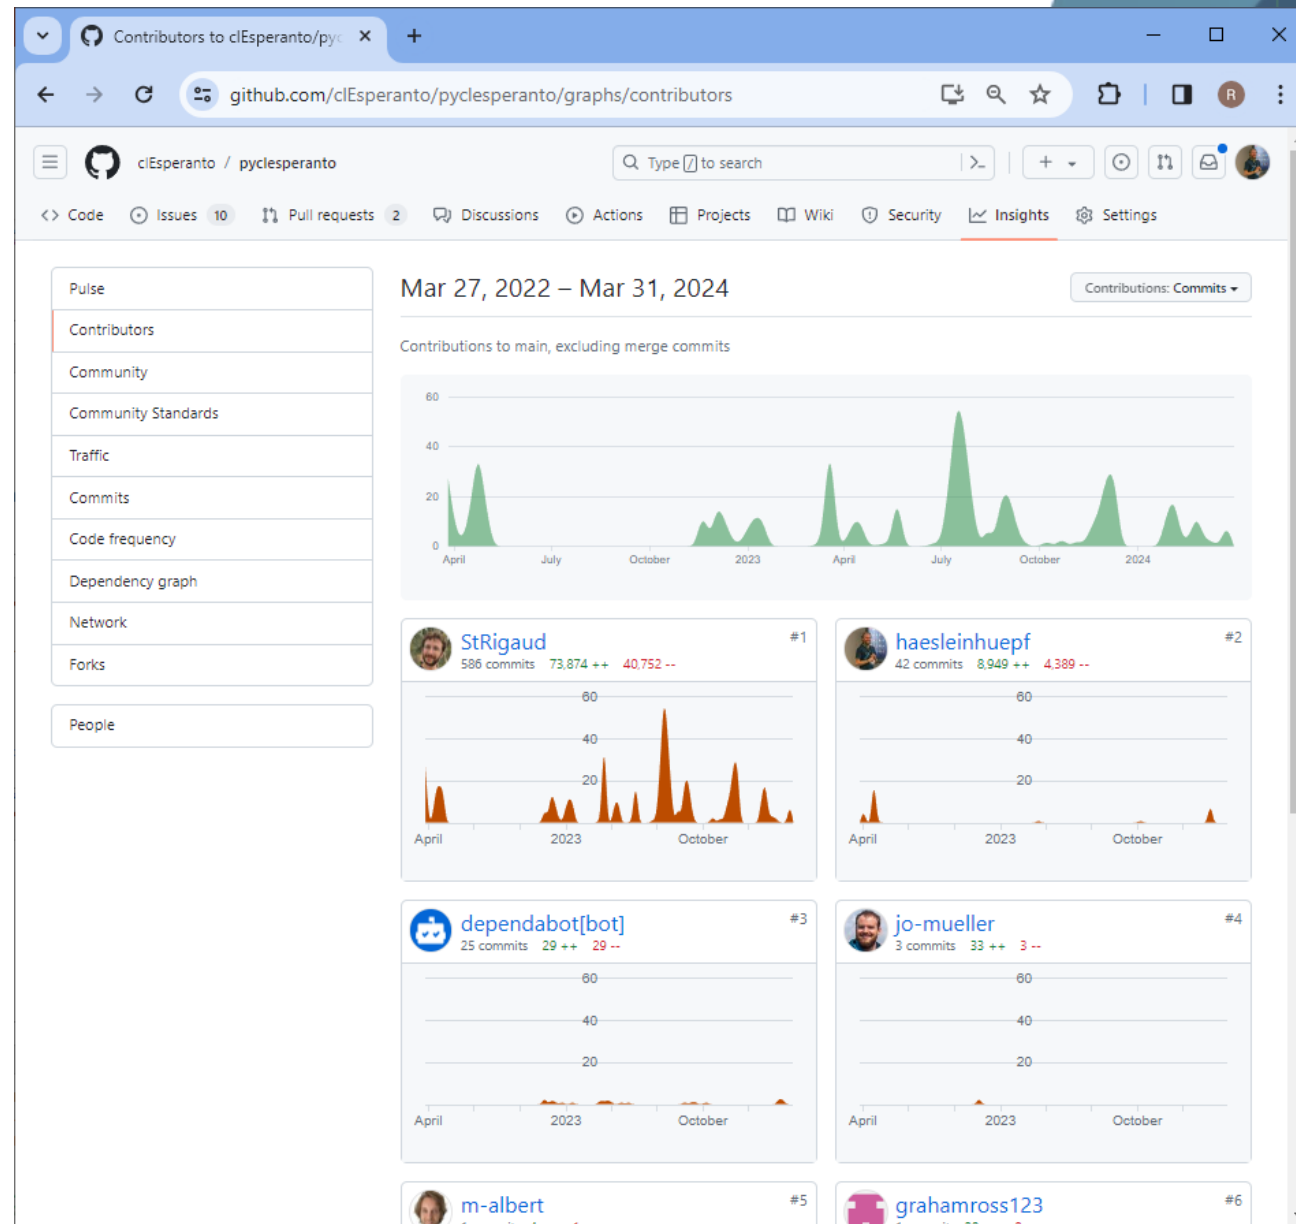 Contributors to clEsperanto/pyc
github.com/clEsperanto/pyclesperanto/graphs/contributors
R
clEsperanto / pyclesperanto
Type / to search
Code Issues 10 Pull requests 2 Discussions Actions Projects Wiki Security Insights Settings
Pulse
Contributors
Community
Community Standards
Traffic
Commits
Code frequency
Dependency graph
Network
Forks
People
Mar 27, 2022 – Mar 31, 2024
Contributions: Commits
Contributions to main, excluding merge commits
60
40
20
0
April July October 2023 April July October 2024
StRigaud #1
586 commits 73,874 ++ 40,752 --
60
40
20
April 2023 October
haesleinhuepf #2
42 commits 8,949 ++ 4,389 --
60
40
20
April 2023 October
dependabot[bot] #3
25 commits 29 ++ 29 --
60
40
20
April 2023 October
jo-mueller #4
3 commits 33 ++ 3 --
60
40
20
April 2023 October
m-albert #5
grahamross123 #6